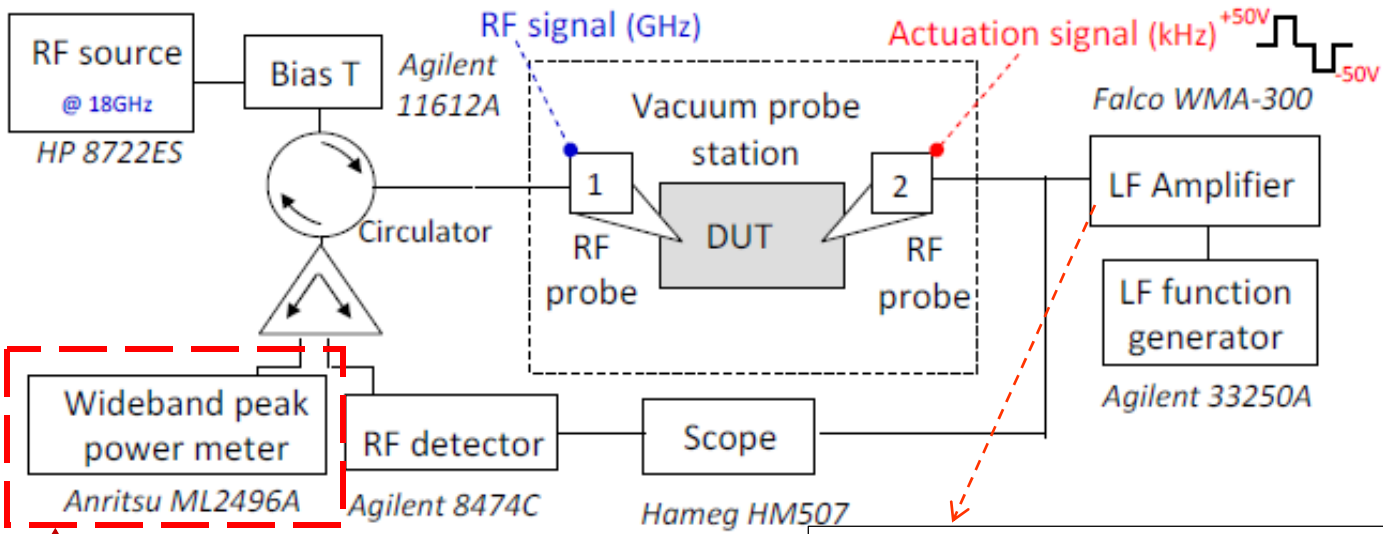 RF signal (GHz)
Actuation signal (kHz)
+50V
-50V
RF source
@ 18GHz
HP 8722ES
Bias T
Agilent
11612A
Vacuum probe
station
Falco WMA-300
1
2
LF Amplifier
DUT
Circulator
RF
probe
RF
probe
LF function
generator
Agilent 33250A
Wideband peak
power meter
Anritsu ML2496A
RF detector
Agilent 8474C
Scope
Hameg HM507